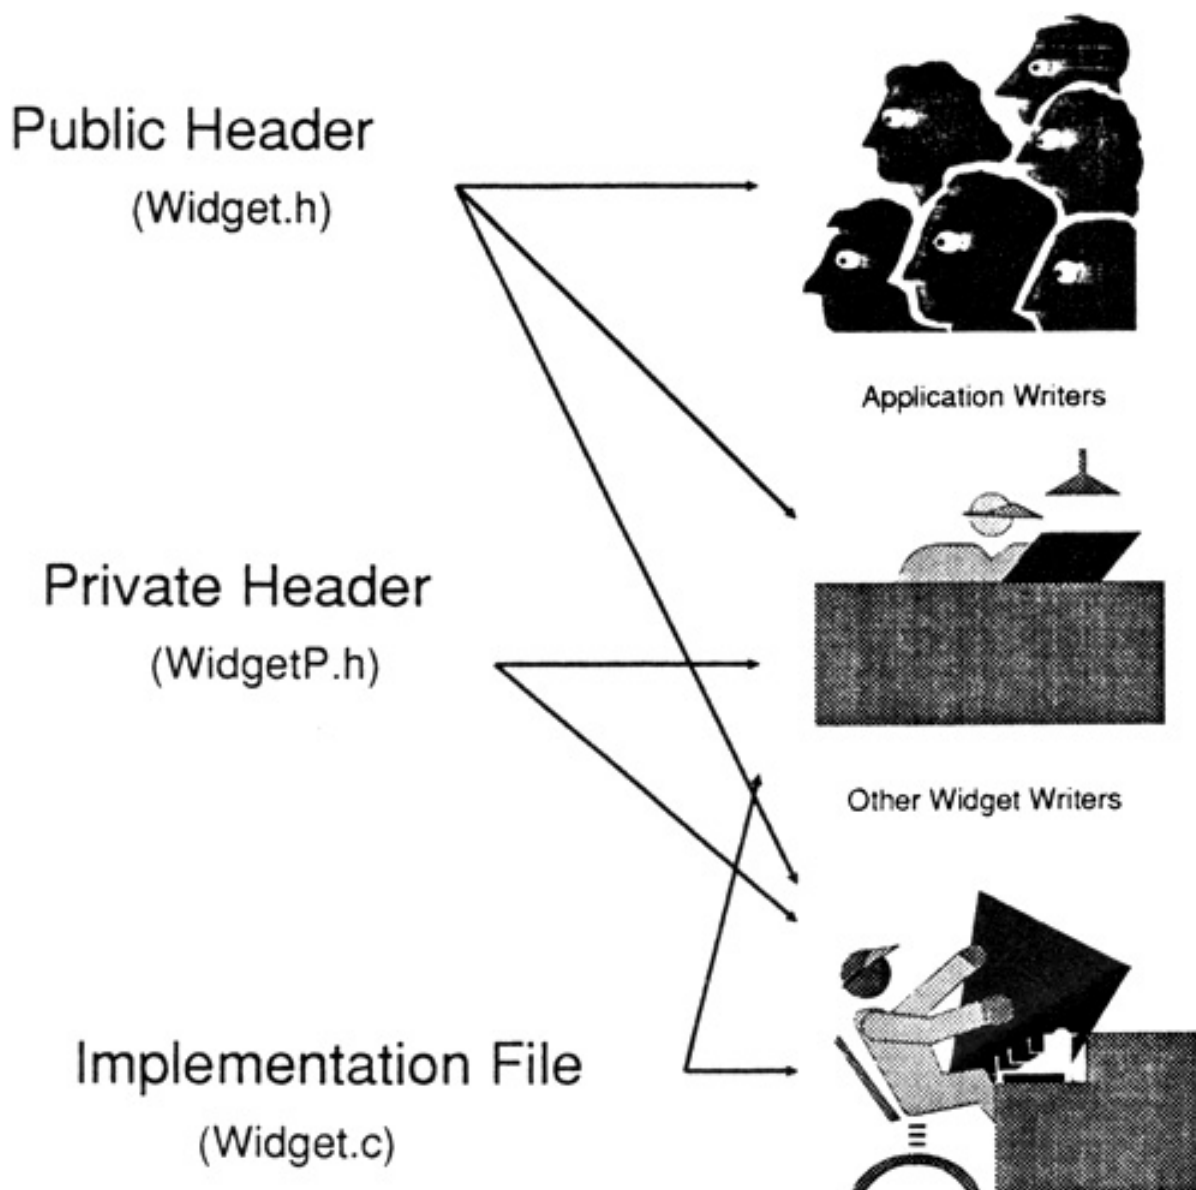 Public Header
(Widget.h)
Application Writers
Private Header
(WidgetP.h)
Other Widget Writers
Implementation File
(Widget.c)